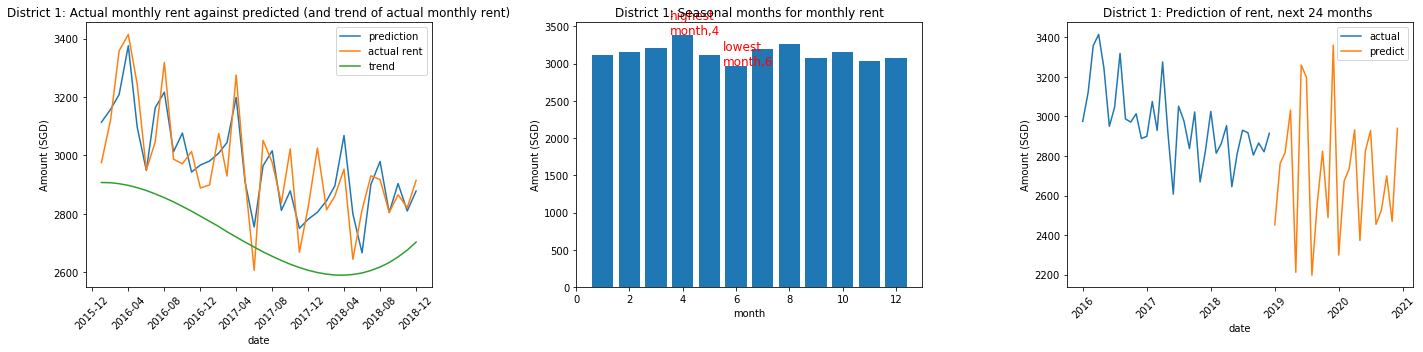 District 1: Actual monthly rent against predicted (and trend of actual monthly rent)
3400
3200
3000
2800
2600
Amount (SGD)
prediction
actual rent
trend
2015-12
2016-04
2016-08
2016-12
2017-04
2017-08
2017-12
2018-04
2018-08
2018-12
date
District 1: Seasonal months for monthly rent
highest
month,4
lowest
month,6
3500
3000
2500
2000
1500
1000
500
0
Amount (SGD)
0
2
4
6
8
10
12
month
District 1: Prediction of rent, next 24 months
actual
predict
3400
3200
3000
2800
2600
2400
2200
Amount (SGD)
2016
2017
2018
2019
2020
2021
date